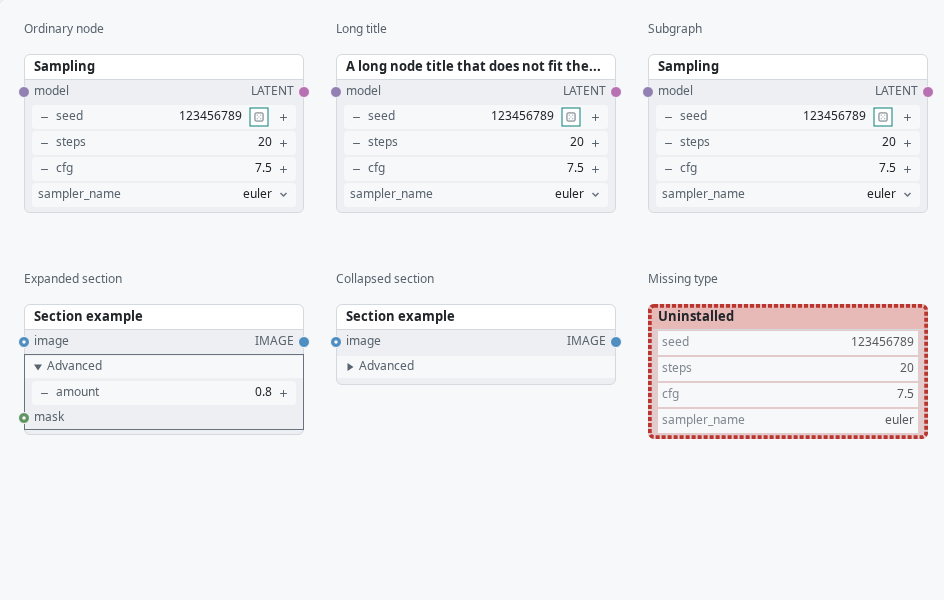 Ordinary node
Long title
Subgraph
Sampling
A long node title that does not fit the...
Sampling
model LATENT
model LATENT
model LATENT
– seed 123456789 +
– seed 123456789 +
– seed 123456789 +
– steps 20 +
– steps 20 +
– steps 20 +
– cfg 7.5 +
– cfg 7.5 +
– cfg 7.5 +
sampler_name euler
sampler_name euler
sampler_name euler
Expanded section
Collapsed section
Missing type
Section example
Section example
Uninstalled
image IMAGE
image IMAGE
seed 123456789
Advanced
Advanced
steps 20
– amount 0.8 +
cfg 7.5
mask
sampler_name euler